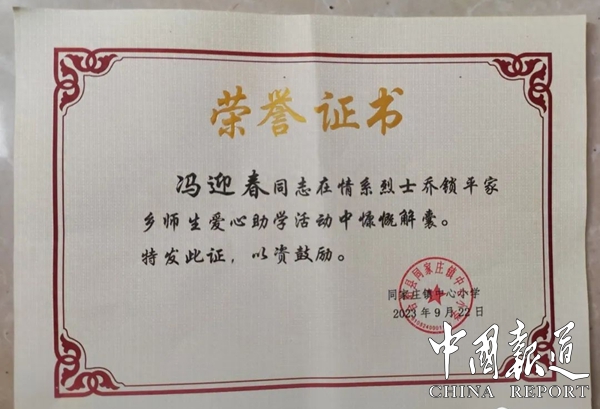 荣誉证书
冯迎春同志在情系烈士乔锁平家
乡师生爱心助学活动中慷慨解囊。
特发此证，以资鼓励。
同家庄镇中心小学
2023年9月22日
中国报道
CHINA REPORT